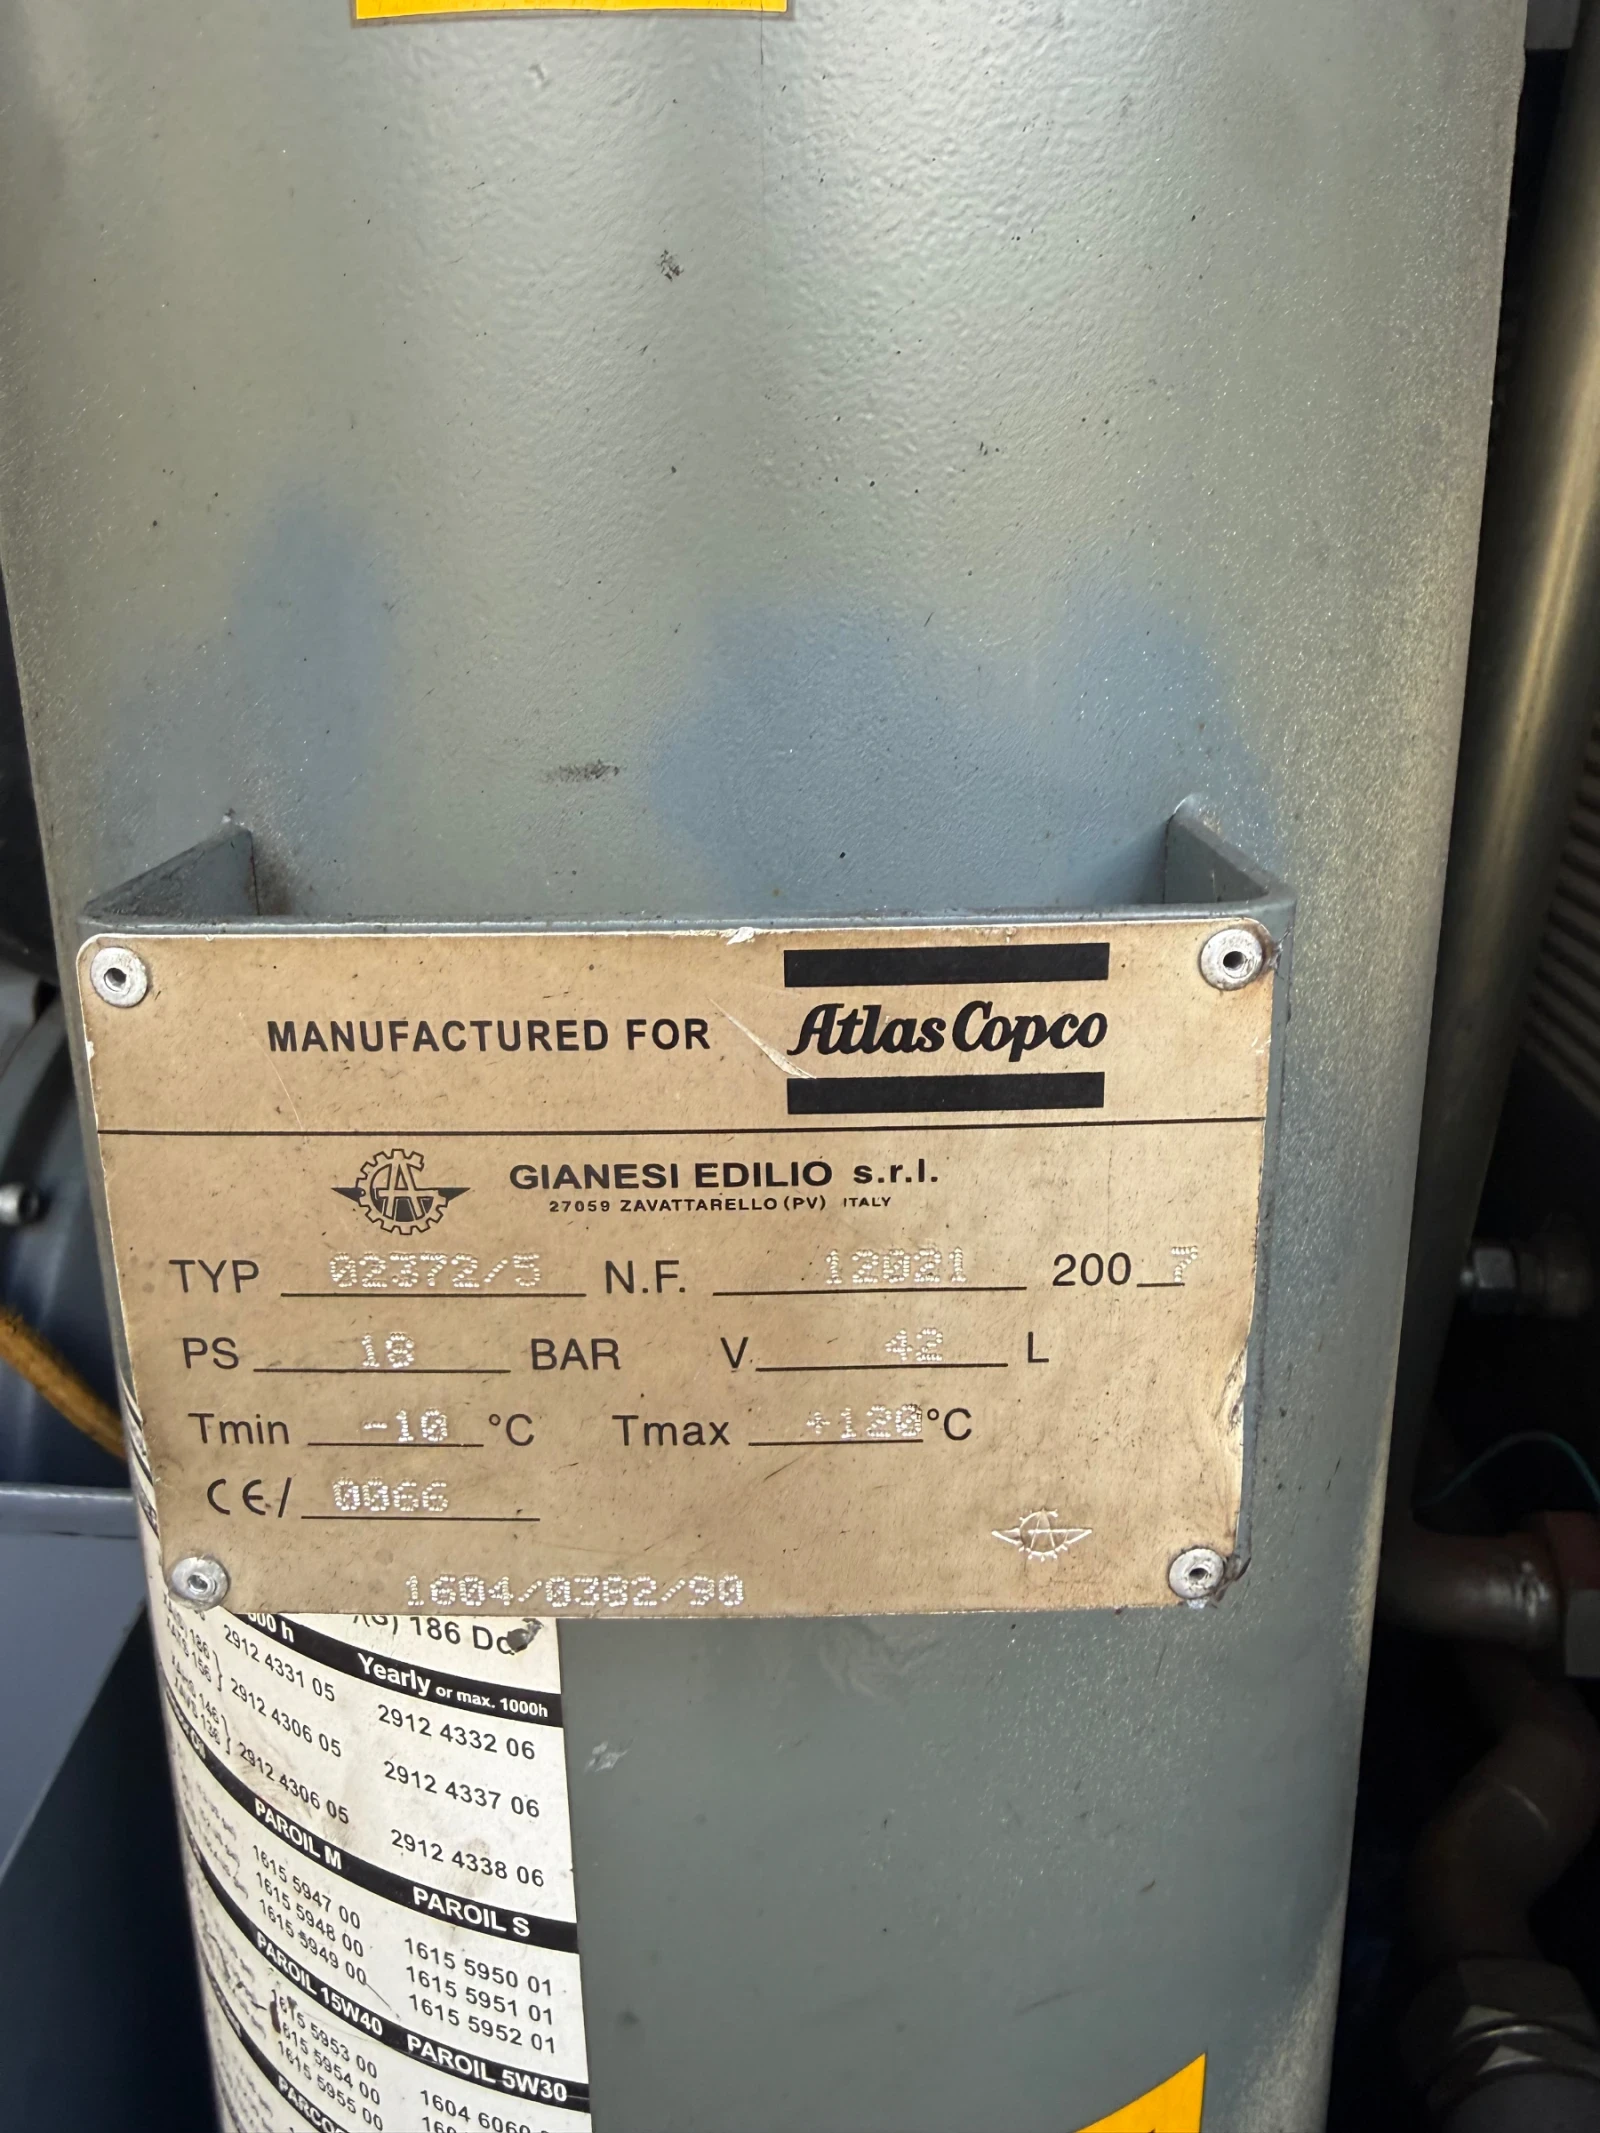 MANUFACTURED FOR Atlas Copco
GIANESI EDILIO s.r.l.
27059 ZAVATTARELLO (PV) ITALY
TYP 02372/5 N.F. 12021 200 7
PS 18 BAR V 42 L
Tmin -10 °C Tmax +120 °C
CE/ 0066
1604/0382/90
186
Yearly or max. 1000h
2912 4331 05 2912 4332 06
2912 4306 05 2912 4337 06
2912 4306 05 2912 4338 06
PAROIL M PAROIL S
1615 5947 00 1615 5950 01
1615 5948 00 1615 5951 01
1615 5949 00 1615 5952 01
PAROIL 15W40 PAROIL 5W30
1615 5953 00 1604 6060
1615 5954 00
1615 5955 00